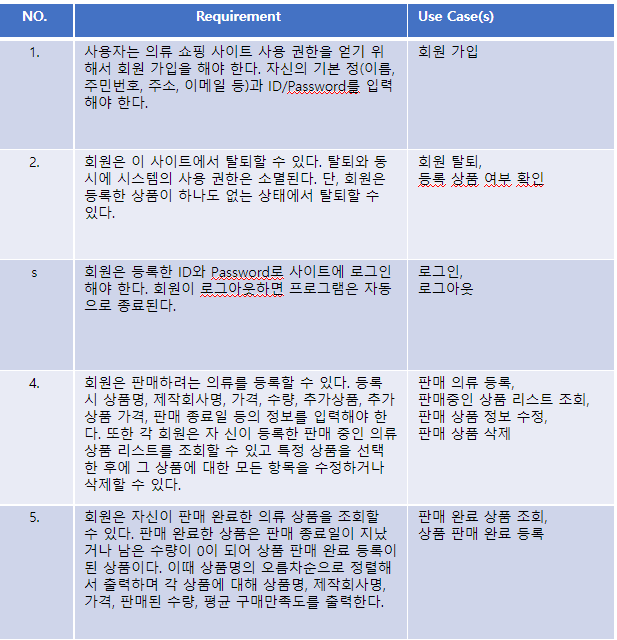 NO. Requirement Use Case(s)
1. 사용자는 의류 쇼핑 사이트 사용 권한을 얻기 위 회원 가입
해서 회원 가입을 해야 한다. 자신의 기본 정(이름,
주민번호, 주소, 이메일 등)과 ID/Password를 입력
해야 한다.
2. 회원은 이 사이트에서 탈퇴할 수 있다. 탈퇴와 동 회원 탈퇴,
시에 시스템의 사용 권한은 소멸된다. 단, 회원은 등록 상품 여부 확인
등록한 상품이 하나도 없는 상태에서 탈퇴할 수
있다.
s 회원은 등록한 ID와 Password로 사이트에 로그인 로그인,
해야 한다. 회원이 로그아웃하면 프로그램은 자동 로그아웃
으로 종료된다.
4. 회원은 판매하려는 의류를 등록할 수 있다. 등록 판매 의류 등록,
시 상품명, 제작회사명, 가격, 수량, 추가상품, 추가 판매중인 상품 리스트 조회,
상품 가격, 판매 종료일 등의 정보를 입력해야 한 판매 상품 정보 수정,
다. 또한 각 회원은 자 신이 등록한 판매 중인 의류 판매 상품 삭제
상품 리스트를 조회할 수 있고 특정 상품을 선택
한 후에 그 상품에 대한 모든 항목을 수정하거나
삭제할 수 있다.
5. 회원은 자신이 판매 완료한 의류 상품을 조회할 판매 완료 상품 조회,
수 있다. 판매 완료한 상품은 판매 종료일이 지났 상품 판매 완료 등록
거나 남은 수량이 0이 되어 상품 판매 완료 등록이
된 상품이다. 이때 상품명의 오름차순으로 정렬해
서 출력하며 각 상품에 대해 상품명, 제작회사명,
가격, 판매된 수량, 평균 구매만족도를 출력한다.